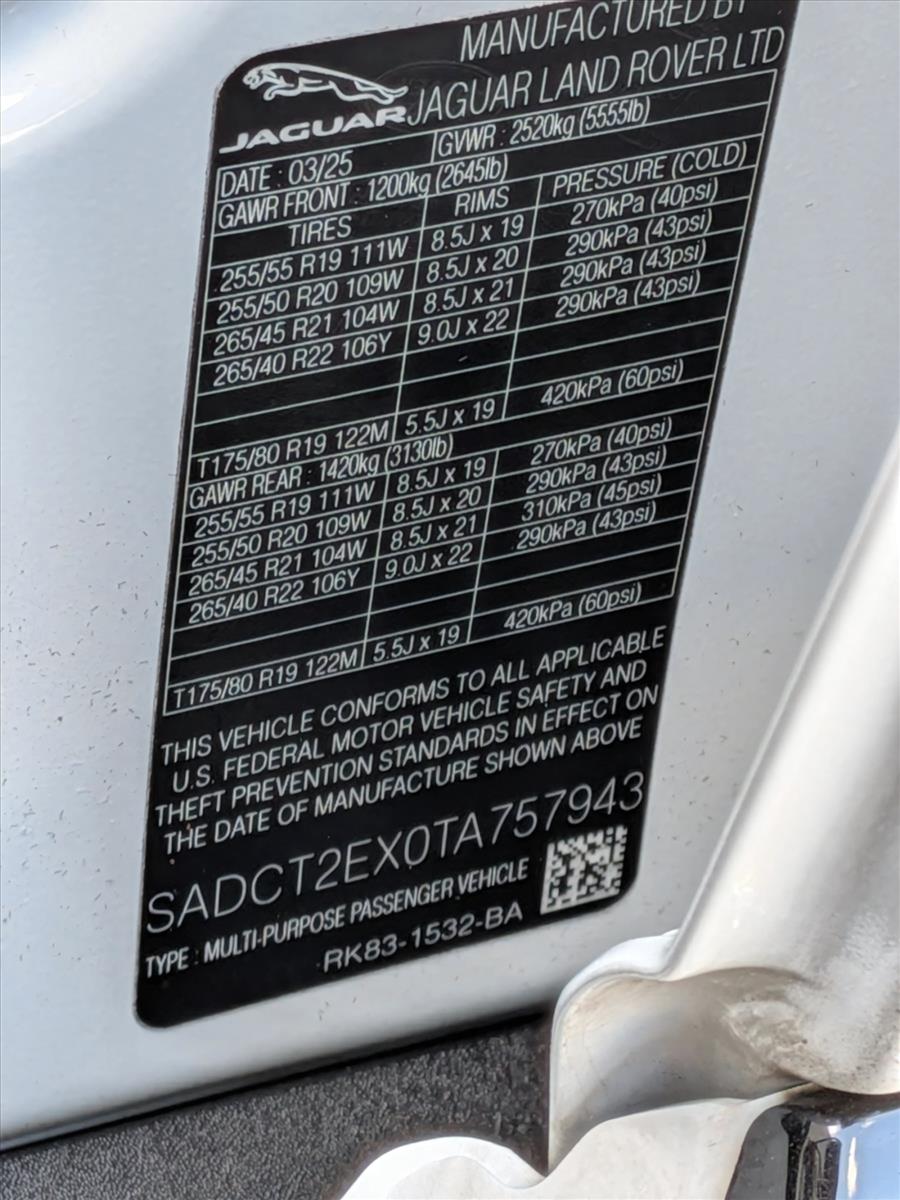 MANUFACTURED BY
JAGUAR LAND ROVER LTD
JAGUAR
DATE : 03/25 GVWR : 2520kg (5555lb)
GAWR FRONT : 1200kg (2645lb)
TIRES RIMS PRESSURE (COLD)
255/55 R19 111W 8.5J x 19 270kPa (40psi)
255/50 R20 109W 8.5J x 20 290kPa (43psi)
265/45 R21 104W 8.5J x 21 290kPa (43psi)
265/40 R22 106Y 9.0J x 22 290kPa (43psi)
T175/80 R19 122M 5.5J x 19 420kPa (60psi)
GAWR REAR : 1420kg (3130lb)
255/55 R19 111W 8.5J x 19 270kPa (40psi)
255/50 R20 109W 8.5J x 20 290kPa (43psi)
265/45 R21 104W 8.5J x 21 310kPa (45psi)
265/40 R22 106Y 9.0J x 22 290kPa (43psi)
T175/80 R19 122M 5.5J x 19 420kPa (60psi)
THIS VEHICLE CONFORMS TO ALL APPLICABLE
U.S. FEDERAL MOTOR VEHICLE SAFETY AND
THEFT PREVENTION STANDARDS IN EFFECT ON
THE DATE OF MANUFACTURE SHOWN ABOVE
SADCT2EX0TA757943
TYPE : MULTI-PURPOSE PASSENGER VEHICLE
RK83-1532-BA